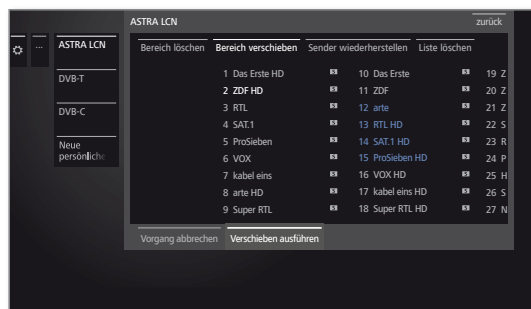 ASTRA LCN zurück
... ASTRA LCN
DVB-T
DVB-C
Neue
persönliche
Bereich löschen Bereich verschieben Sender wiederherstellen Liste löschen
1 Das Erste HD S 10 Das Erste S 19 Z
2 ZDF HD S 11 ZDF S 20 Z
3 RTL S 12 arte S 21 Z
4 SAT.1 S 13 RTL HD S 22 S
5 ProSieben S 14 SAT.1 HD S 23 R
6 VOX S 15 ProSieben HD S 24 P
7 kabel eins S 16 VOX HD S 25 H
8 arte HD S 17 kabel eins HD S 26 S
9 Super RTL S 18 Super RTL HD S 27 N
Vorgang abbrechen Verschieben ausführen